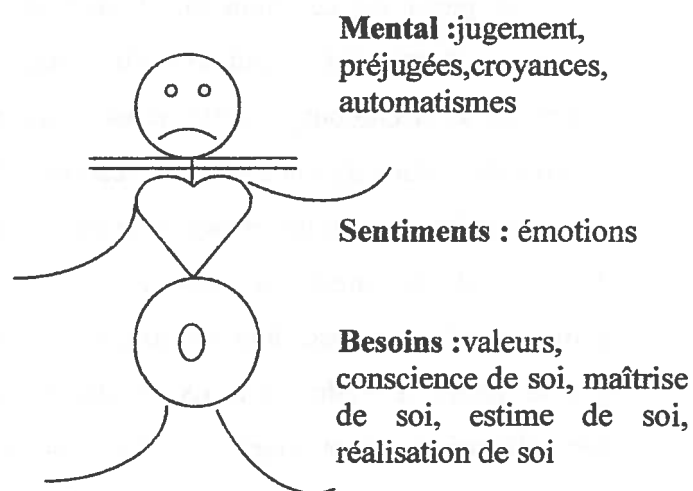 Mental :jugement,
préjugées,croyances,
automatismes
Sentiments : émotions
Besoins :valeurs,
conscience de soi, maîtrise
de soi, estime de soi,
réalisation de soi